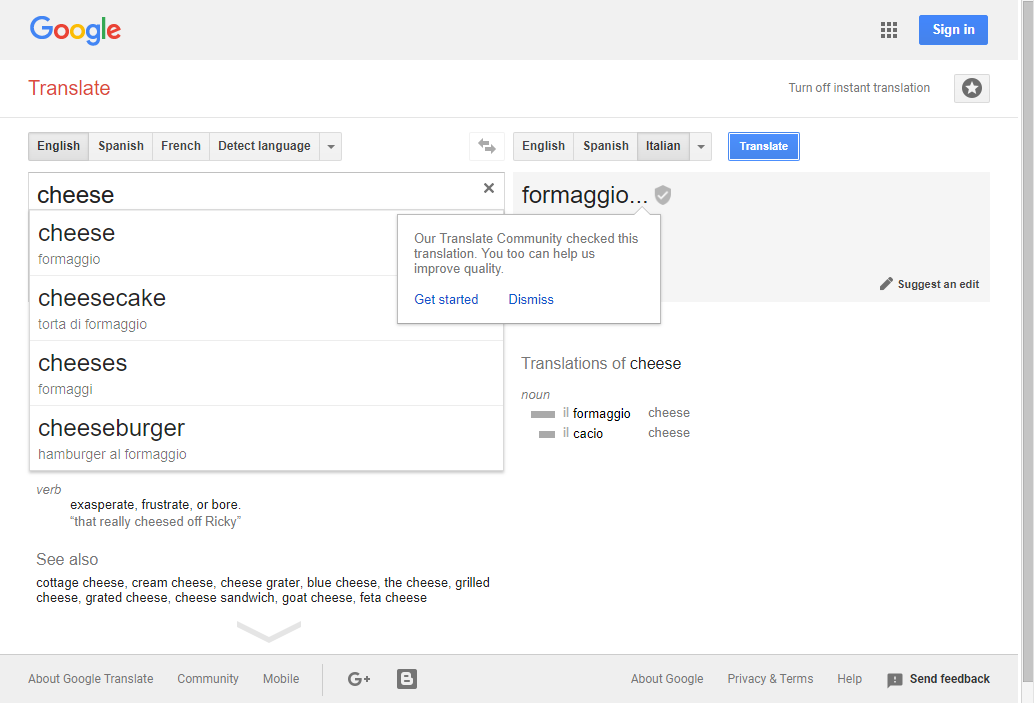 Google
Sign in
Translate
Turn off instant translation
English Spanish French Detect language
English Spanish Italian
Translate
cheese
formaggio...
cheese
formaggio
cheesecake
torta di formaggio
cheeses
formaggi
cheeseburger
hamburger al formaggio
Our Translate Community checked this
translation. You too can help us
improve quality.
Get started Dismiss
Suggest an edit
Translations of cheese
noun
il formaggio cheese
il cacio cheese
verb
exasperate, frustrate, or bore.
“that really cheesed off Ricky”
See also
cottage cheese, cream cheese, cheese grater, blue cheese, the cheese, grilled
cheese, grated cheese, cheese sandwich, goat cheese, feta cheese
About Google Translate Community Mobile G+ B About Google Privacy & Terms Help Send feedback